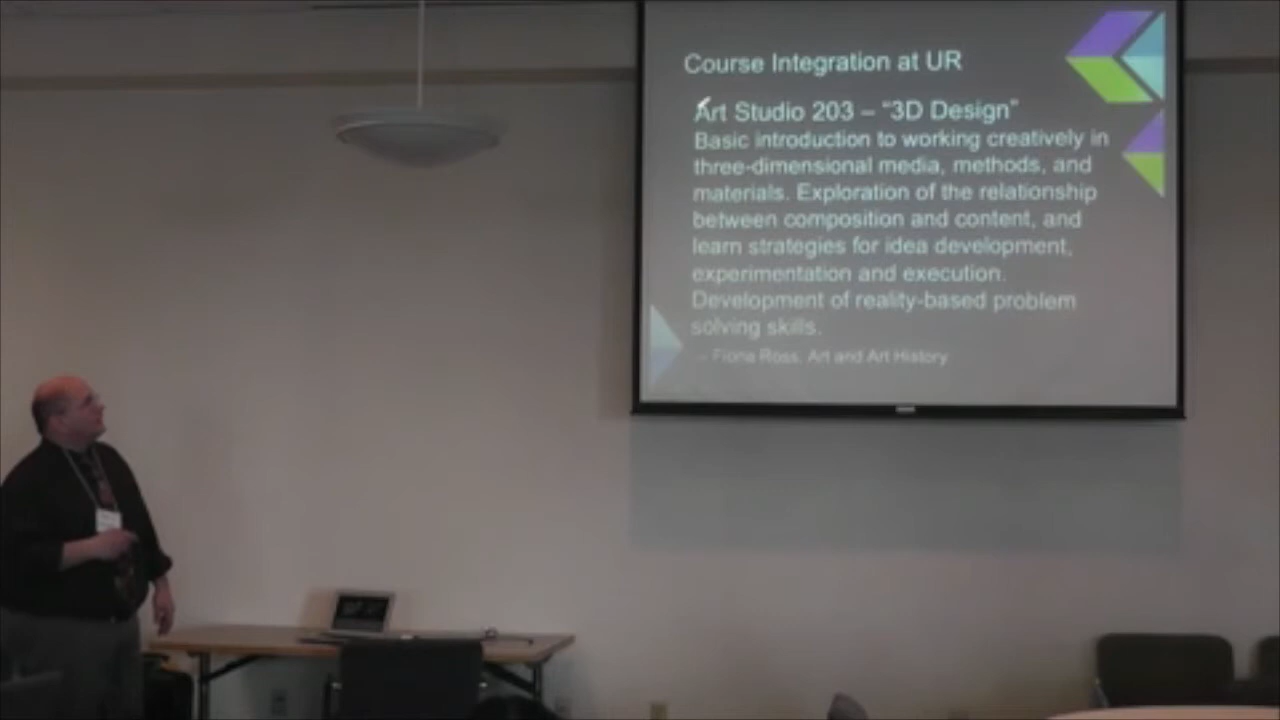 Course Integration at UR
Art Studio 203 – “3D Design”
Basic introduction to working creatively in
three-dimensional media, methods, and
materials. Exploration of the relationship
between composition and content, and
learn strategies for idea development,
experimentation and execution.
Development of reality-based problem
solving skills.
– Fiona Ross, Art and Art History